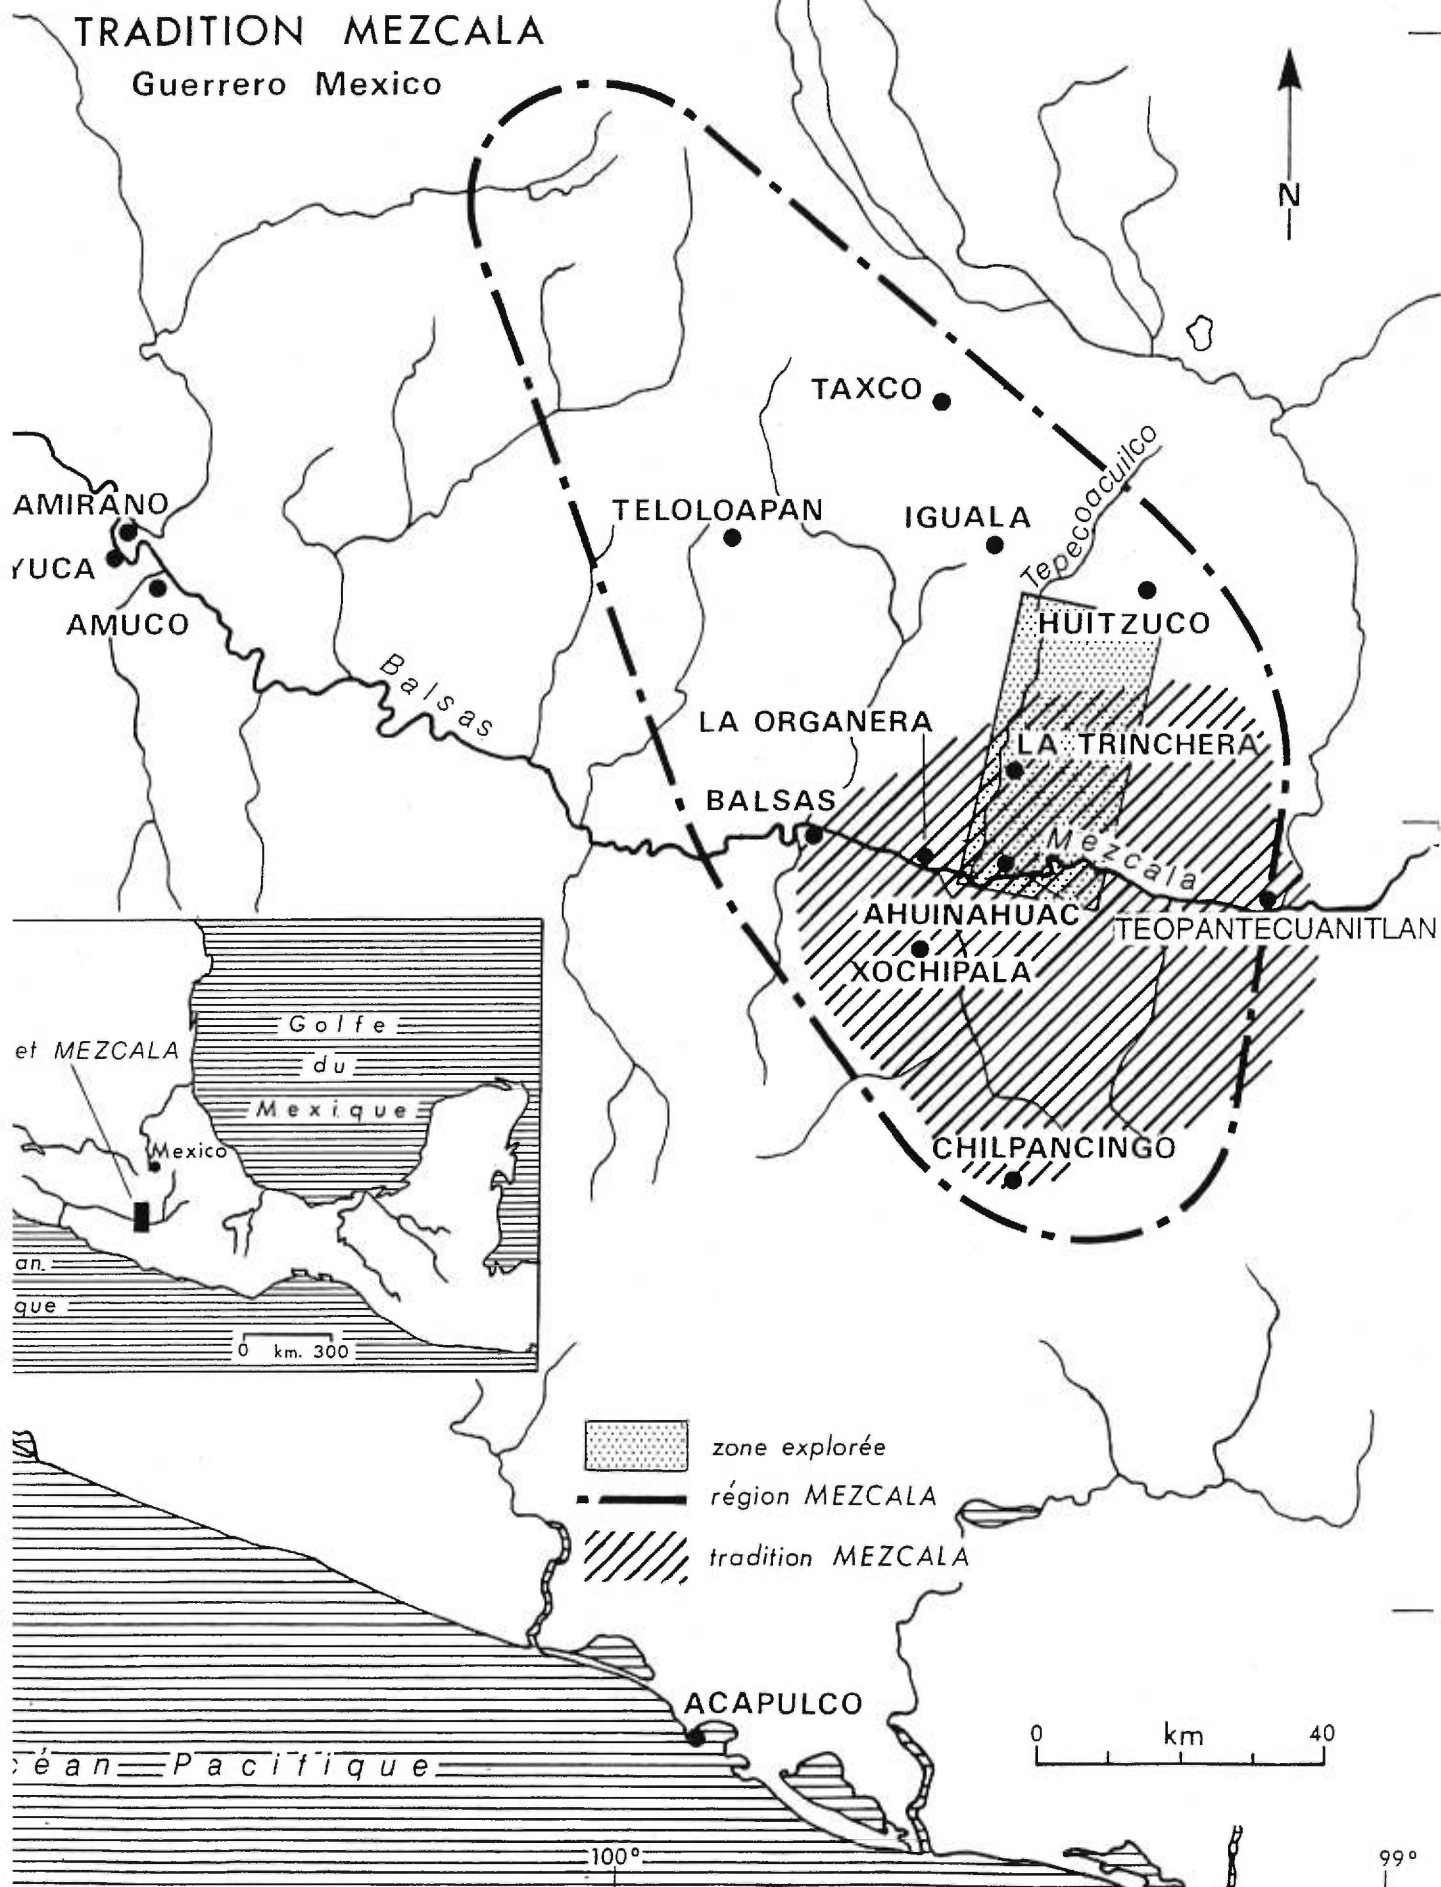 TRADITION MEZCALA
Guerrero Mexico
N
TAXCO
Tepecoacuilco
AMIRANO
TELOLOAPAN
IGUALA
YUCA
AMUCO
HUITZUCO
Balsas
LA ORGANERA
LA TRINCHERA
BALSAS
Mezcala
AHUINAHUAC
TEOPANTECUANITLAN
XOCHIPALA
CHILPANCINGO
Golfe
du
Mexique
et MEZCALA
Mexico
an
que
0 km. 300
zone explorée
région MEZCALA
tradition MEZCALA
ACAPULCO
0 km 40
céan Pacifique
100°
99°